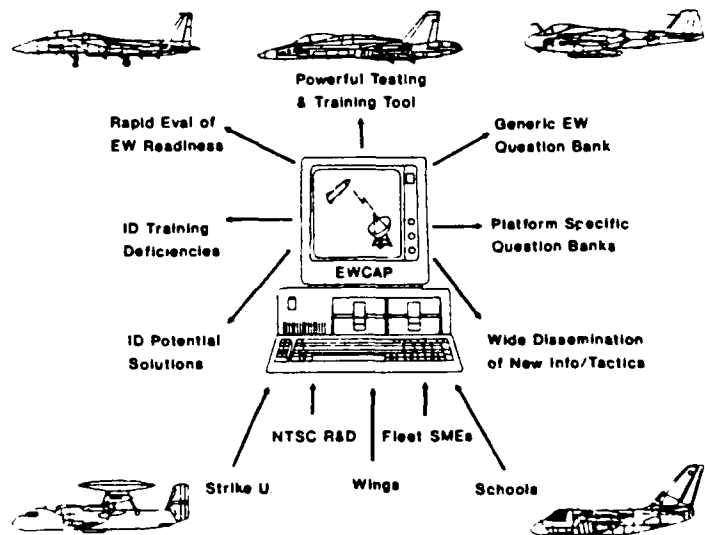 Powerful Testing
& Training Tool
Rapid Eval of
EW Readiness
Generic EW
Question Bank
ID Training
Deficiencies
Platform Specific
Question Banks
EWCAP
ID Potential
Solutions
Wide Dissemination
of New Info/Tactics
NTSC R&D
Fleet SMEs
Strike U.
Wings
Schools